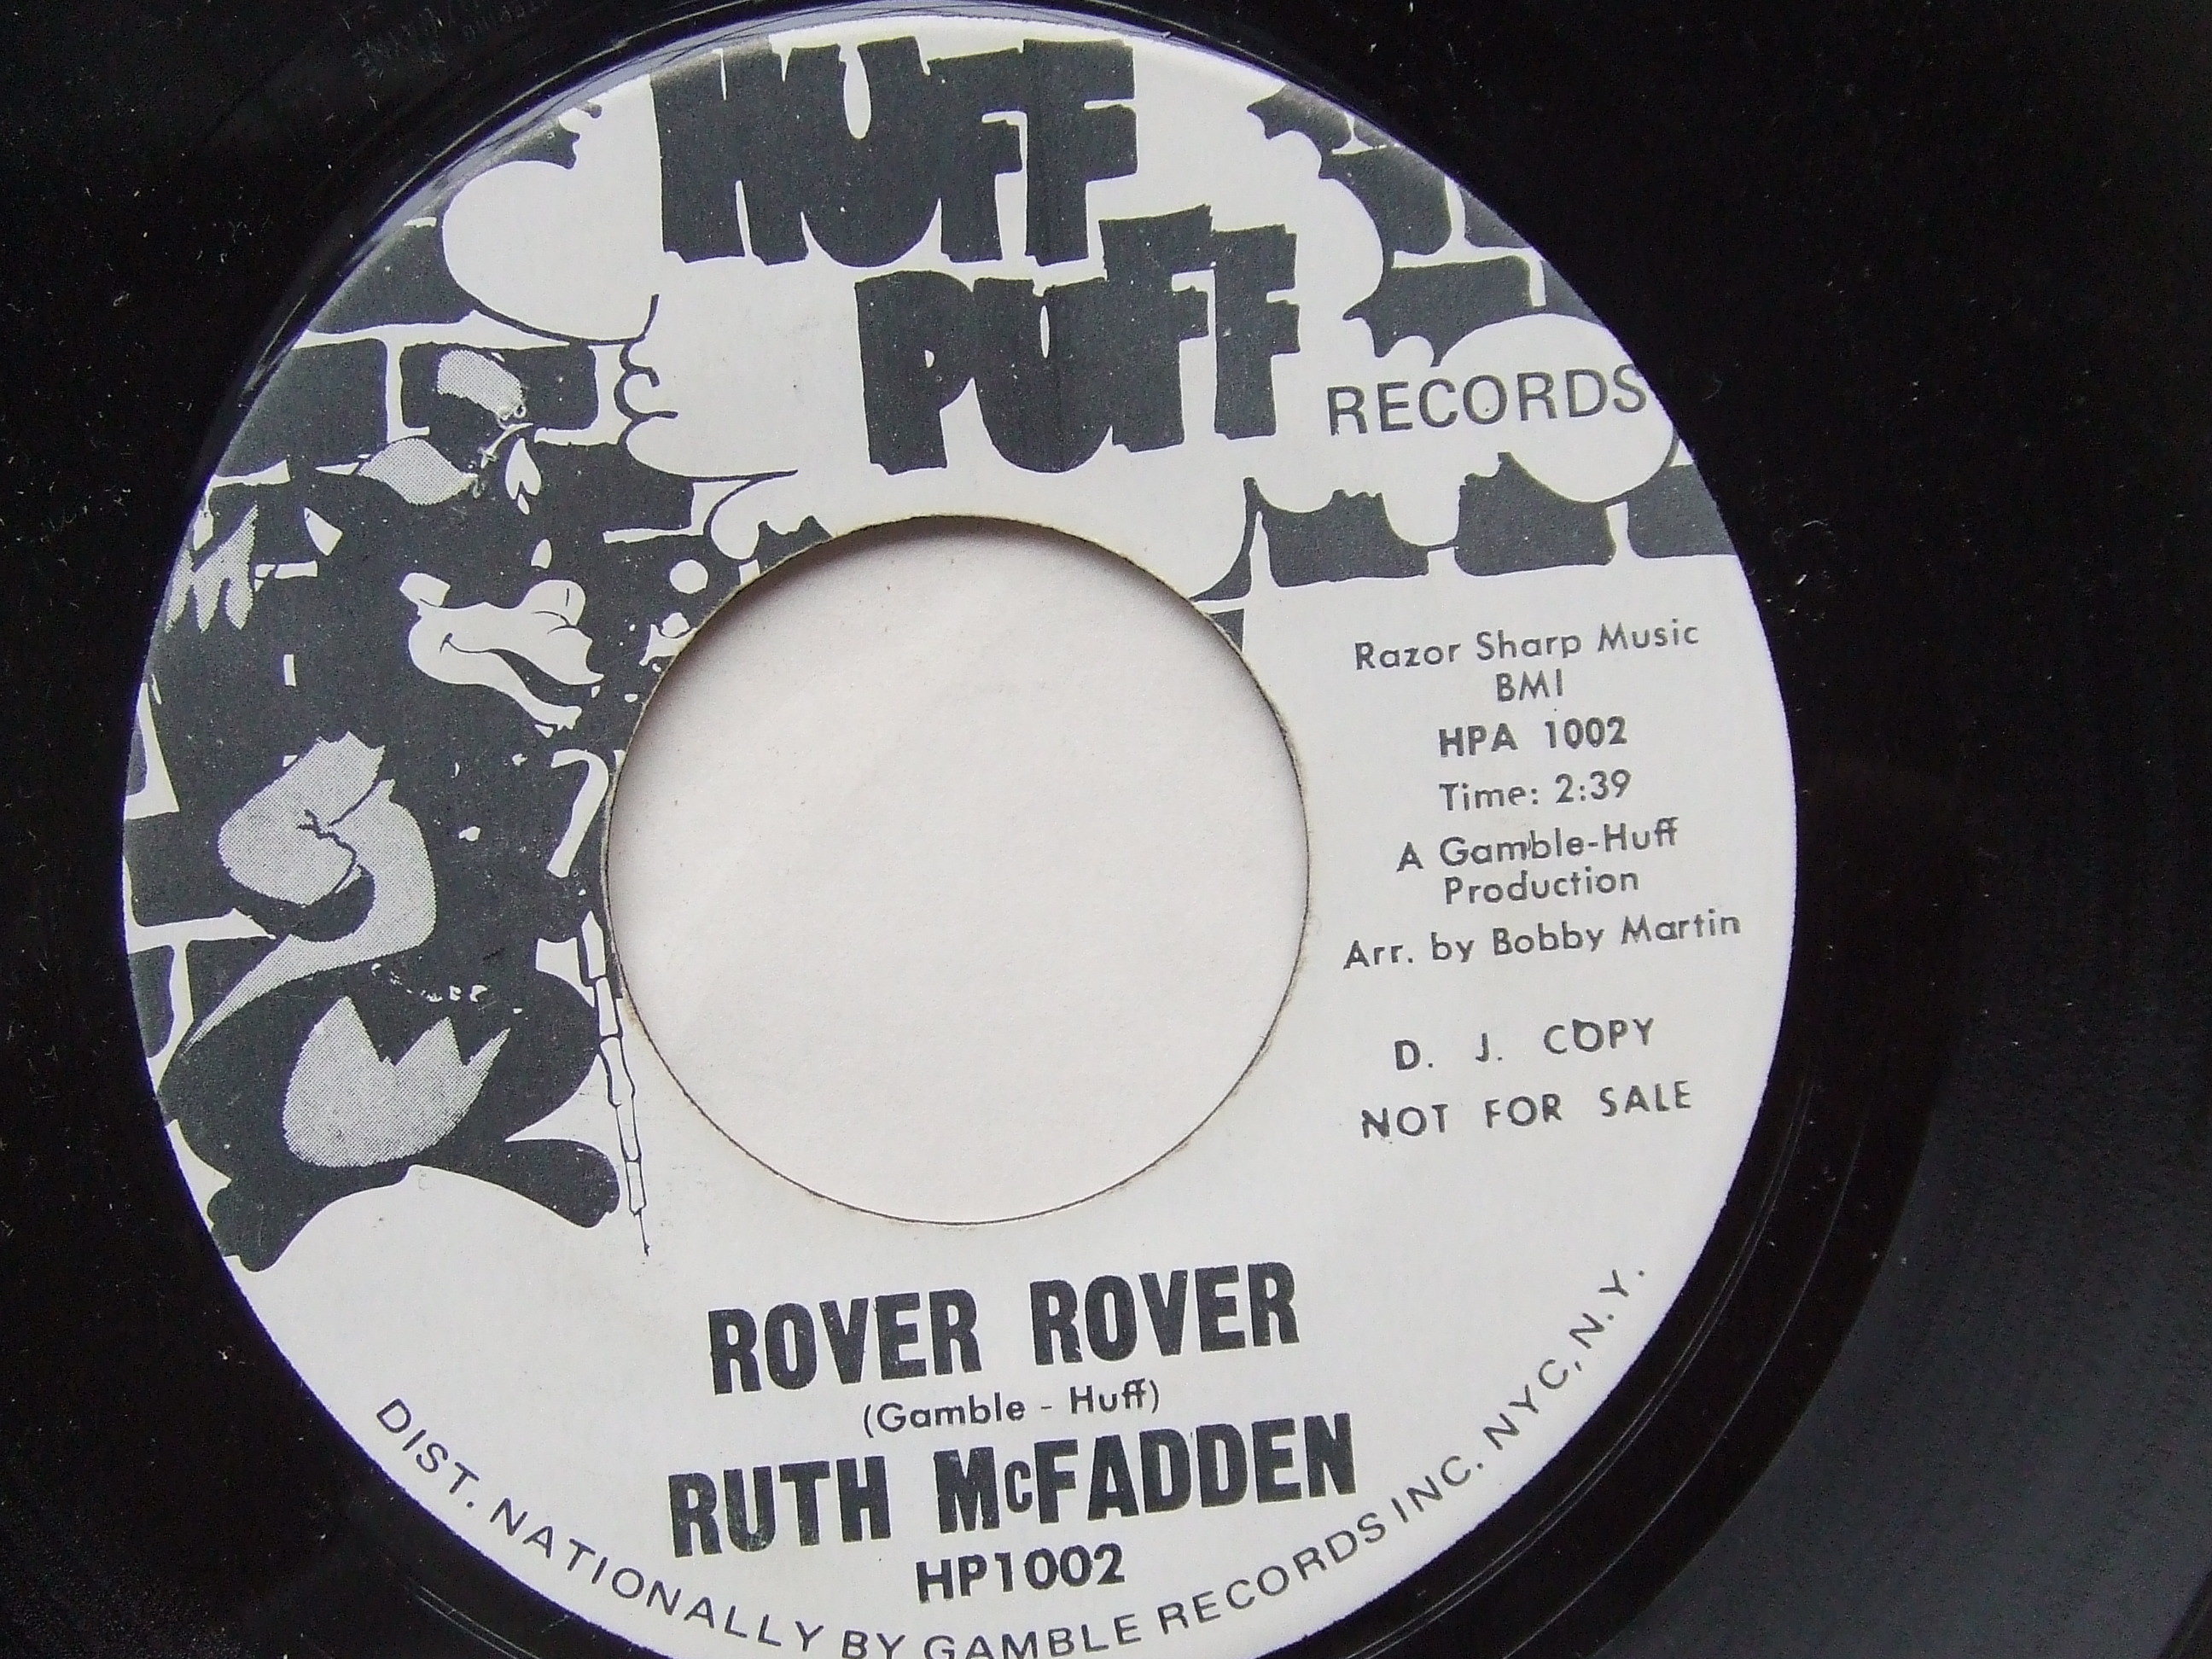 HUFF
PUFF
RECORDS
Razor Sharp Music
BMI
HPA 1002
Time: 2:39
A Gamble-Huff
Production
Arr. by Bobby Martin
D. J. COPY
NOT FOR SALE
ROVER ROVER
(Gamble - Huff)
RUTH McFADDEN
HP1002
DIST. NATIONALLY BY GAMBLE RECORDS INC. NYC, N.Y.